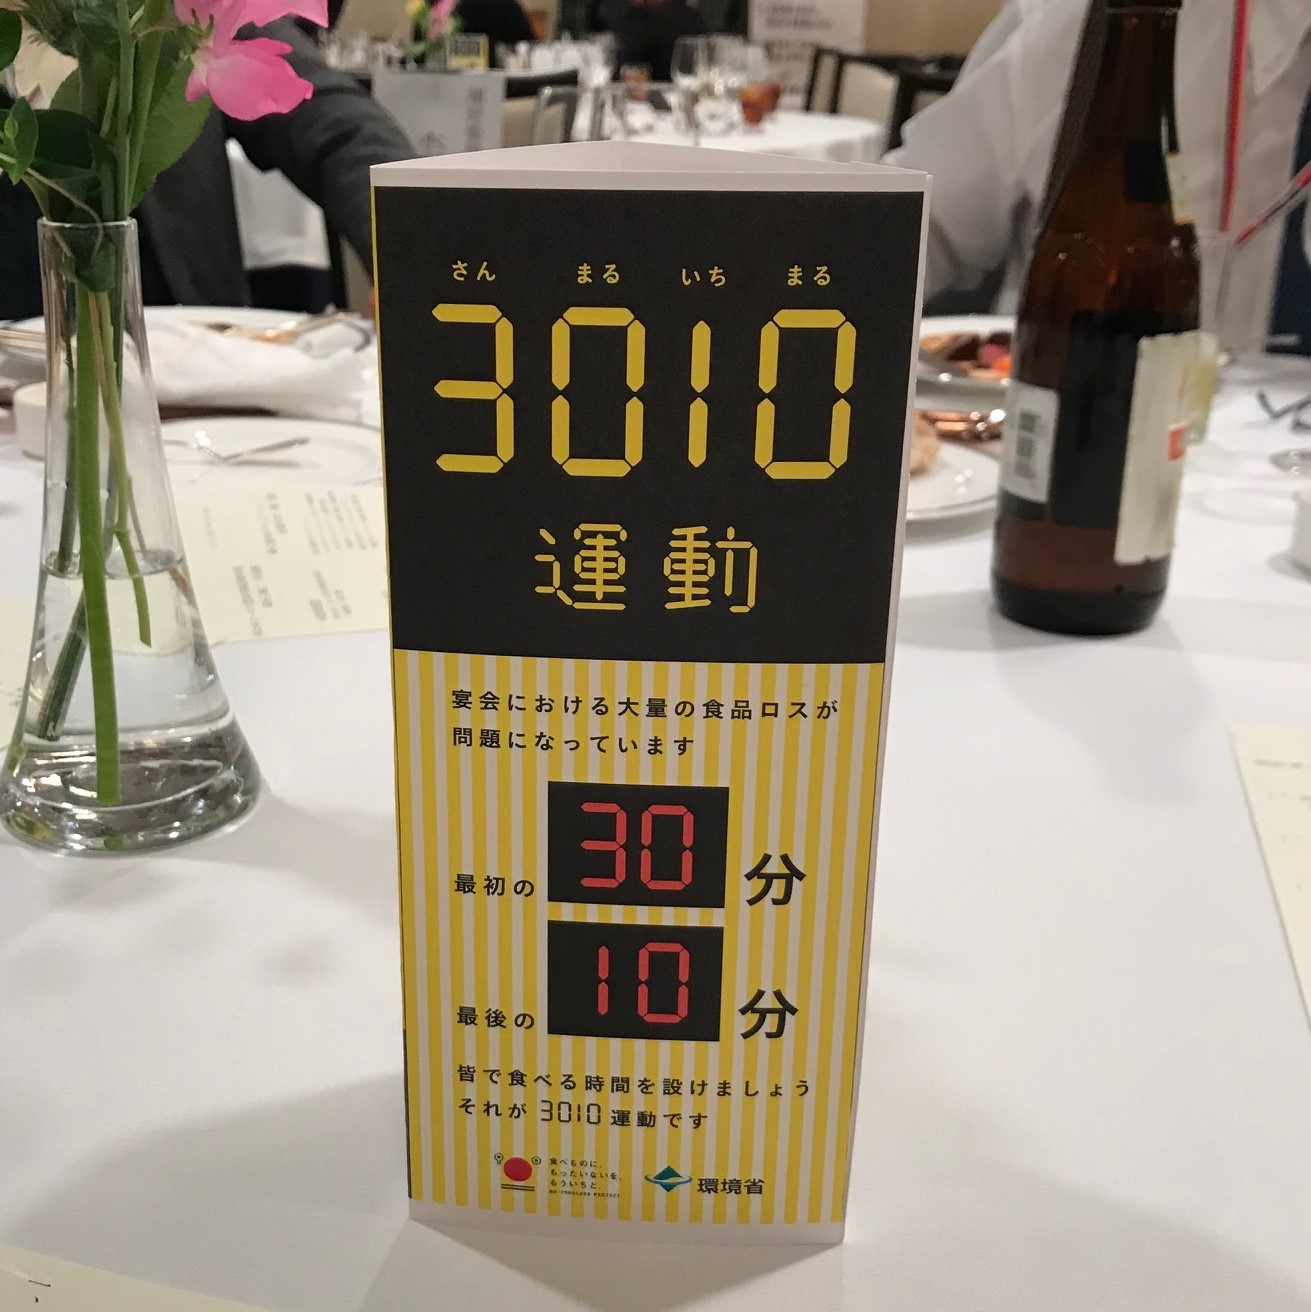 さん まる いち まる
3010
運動
宴会における大量の食品ロスが
問題になっています
最初の 30 分
最後の 10 分
皆で食べる時間を設けましょう
それが 3010 運動です
食べものに、
もったいないを、
もういちど。
NO-FOODLOSS PROJECT
環境省